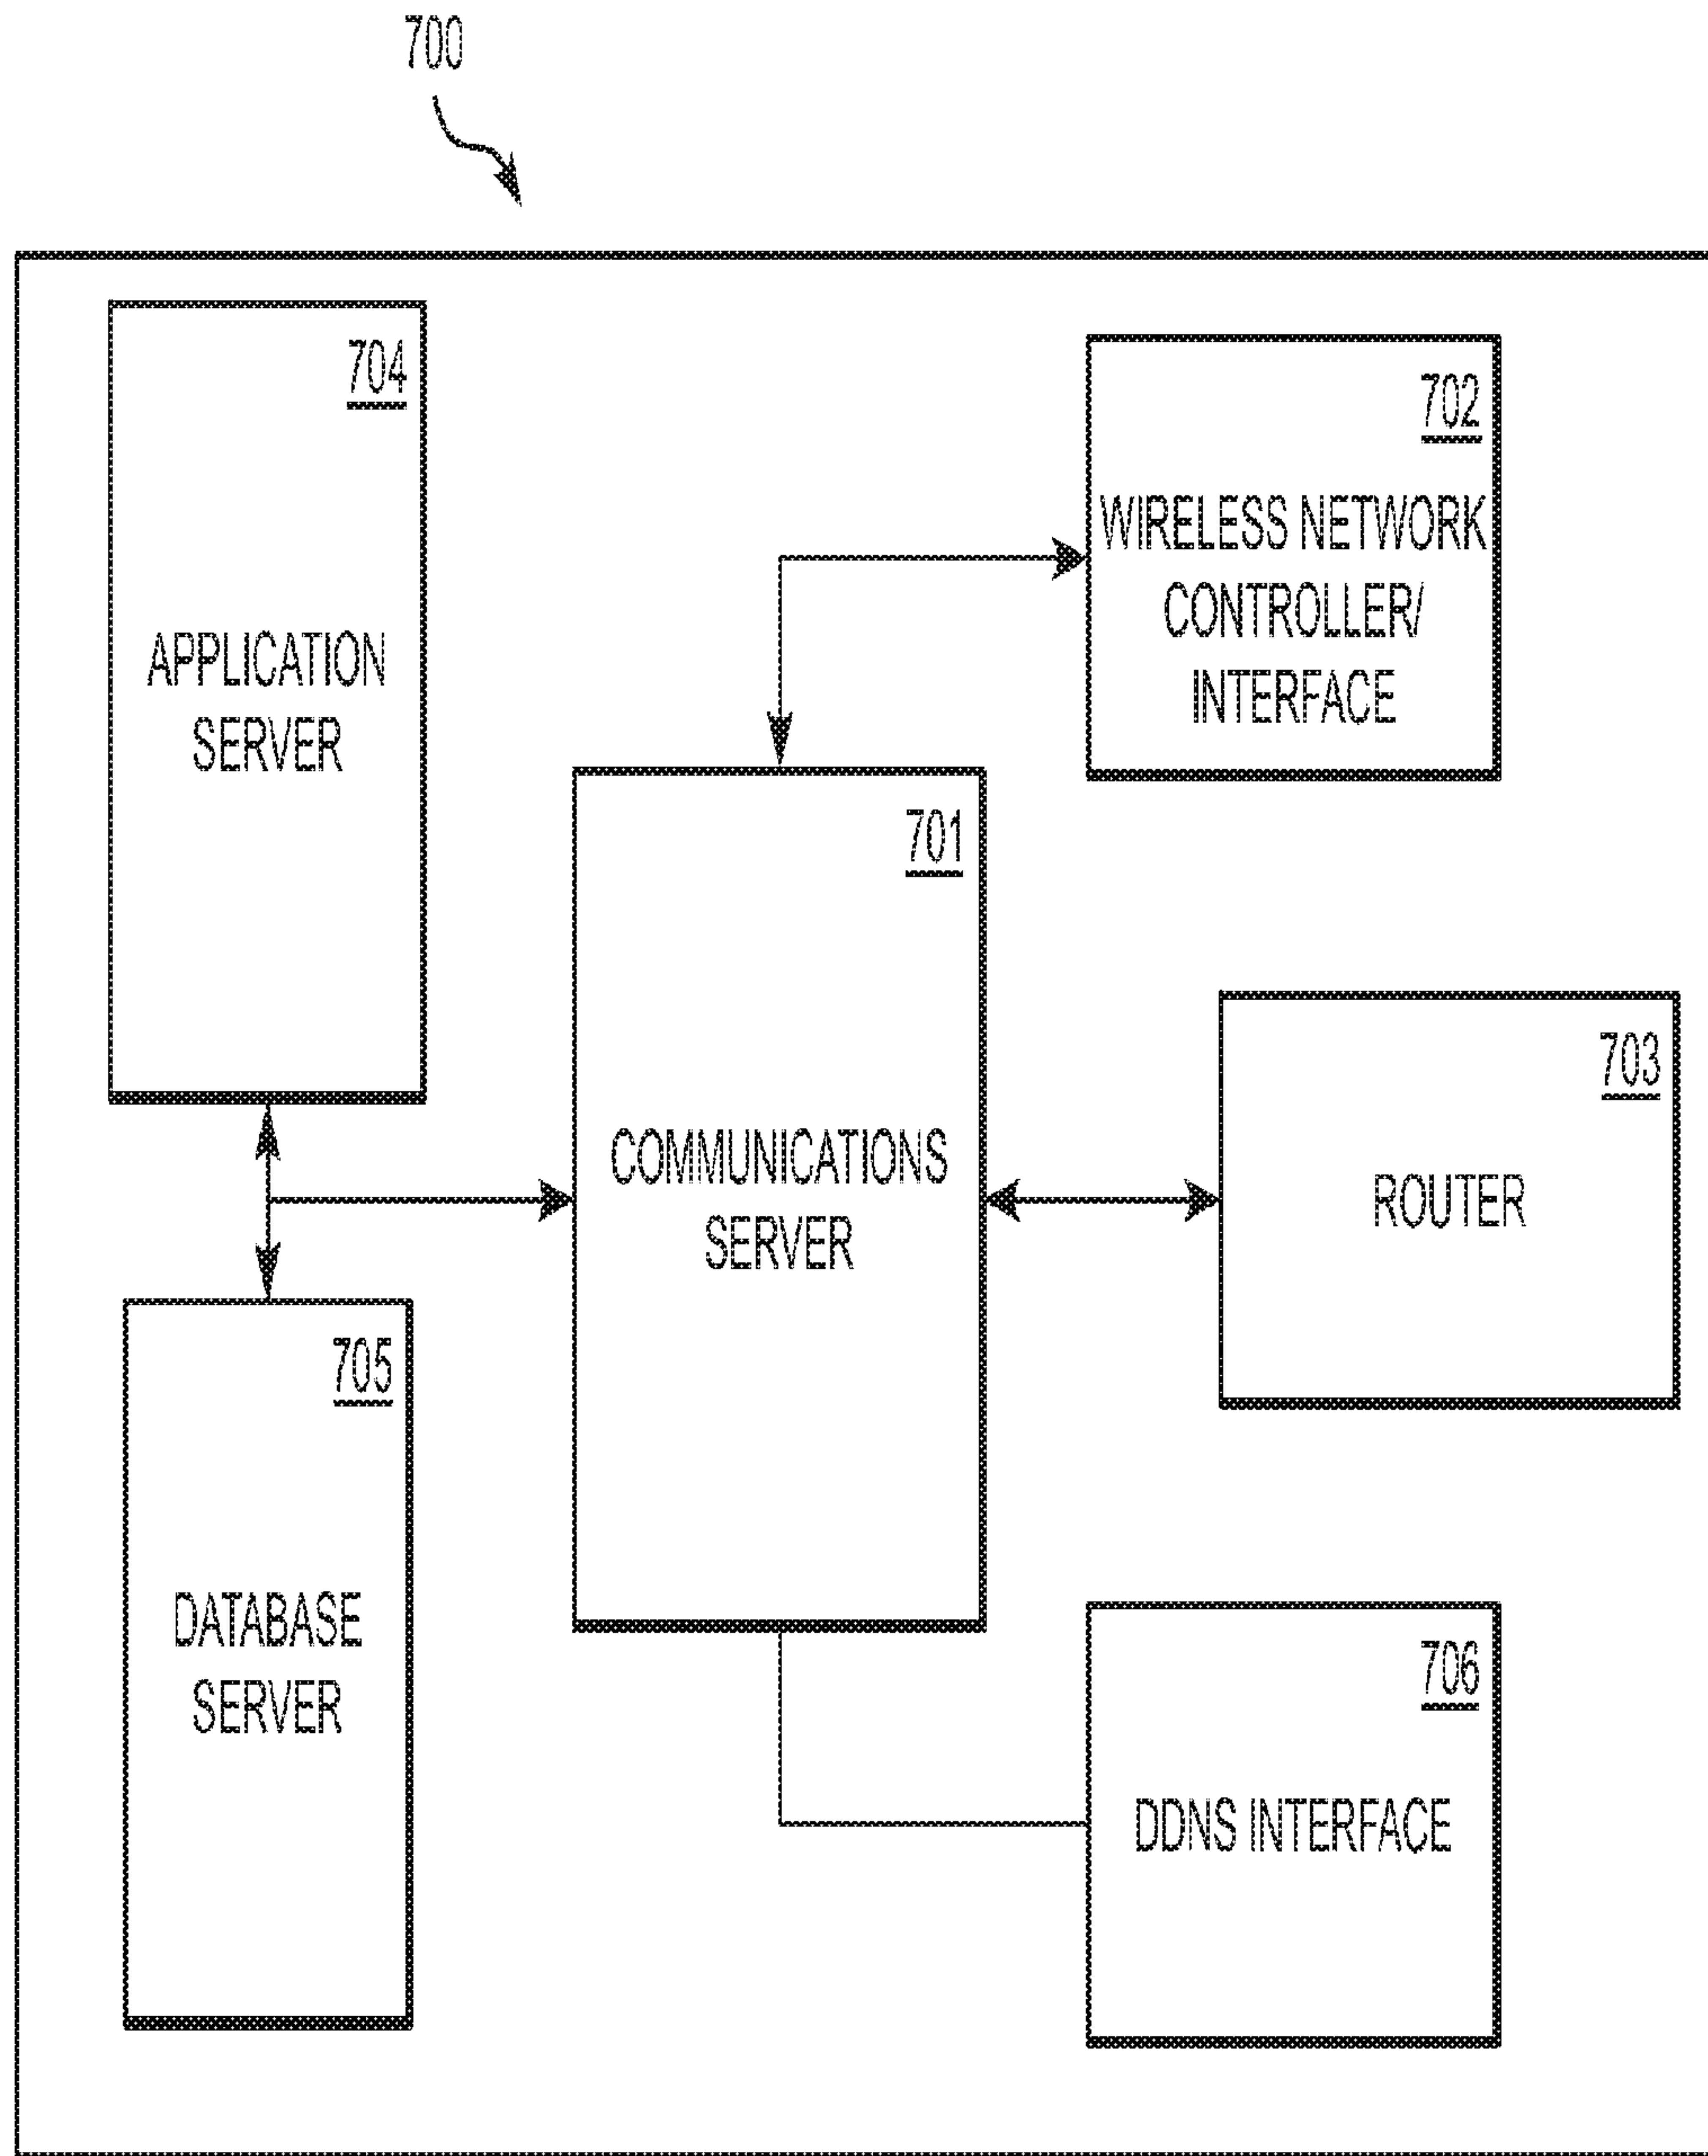 700
704
APPLICATION
SERVER
702
WIRELESS NETWORK
CONTROLLER/
INTERFACE
701
COMMUNICATIONS
SERVER
703
ROUTER
705
DATABASE
SERVER
706
DDNS INTERFACE